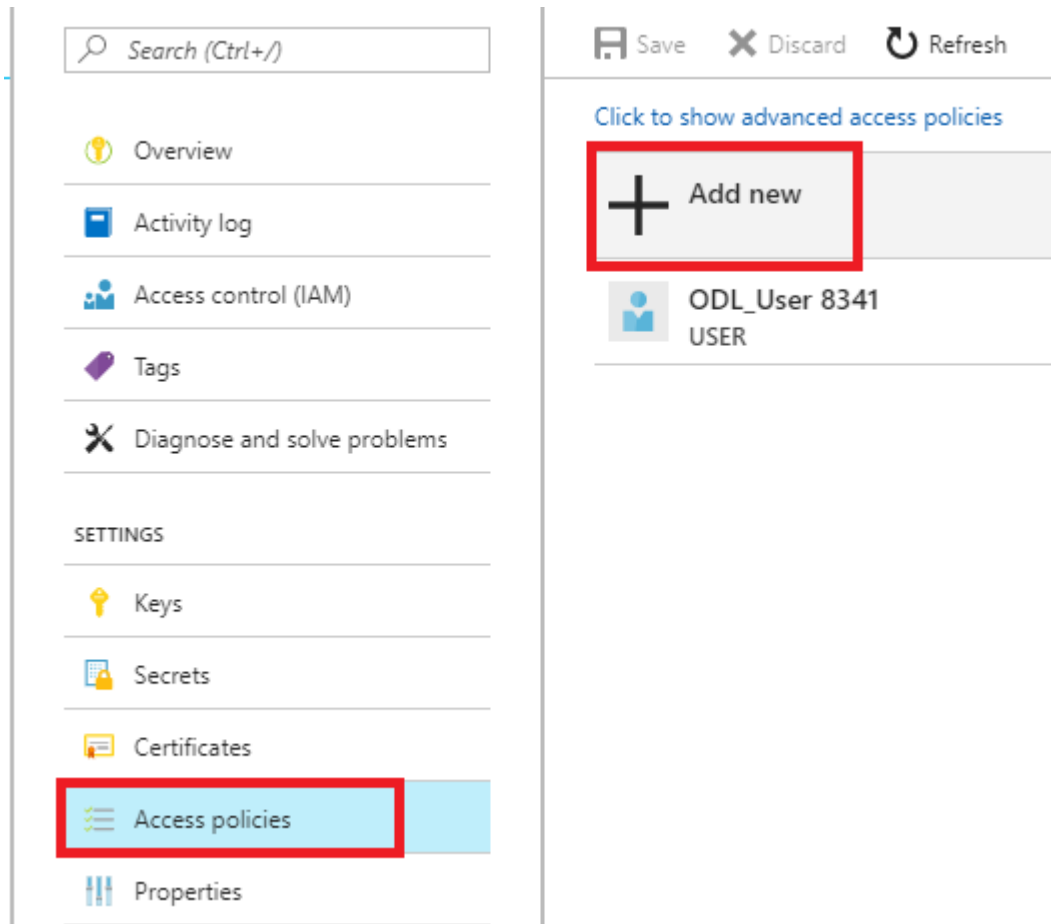 Search (Ctrl+/)
Overview
Activity log
Access control (IAM)
Tags
Diagnose and solve problems
SETTINGS
Keys
Secrets
Certificates
Access policies
Properties
Save Discard Refresh
Click to show advanced access policies
Add new
ODL_User 8341
USER